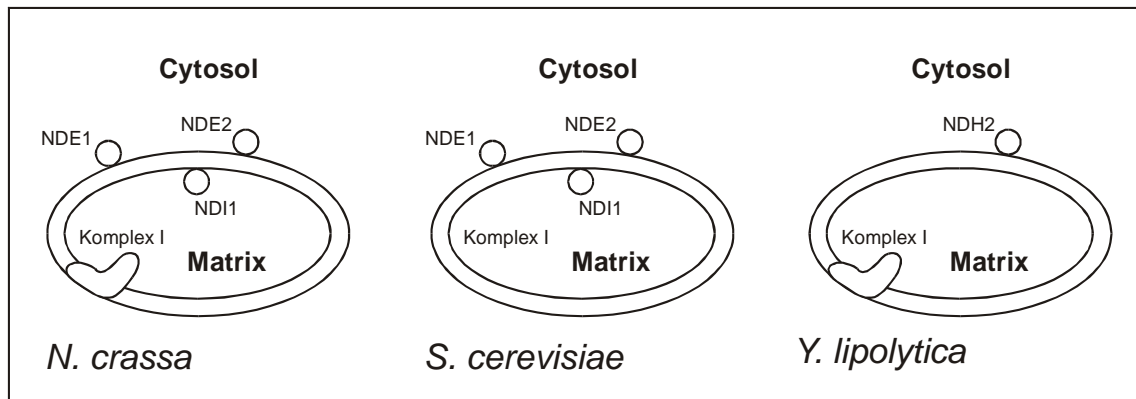 Cytosol
NDE1
NDE2
NDI1
Komplex I
Matrix
N. crassa
Cytosol
NDE1
NDE2
NDI1
Komplex I
Matrix
S. cerevisiae
Cytosol
NDH2
Komplex I
Matrix
Y. lipolytica